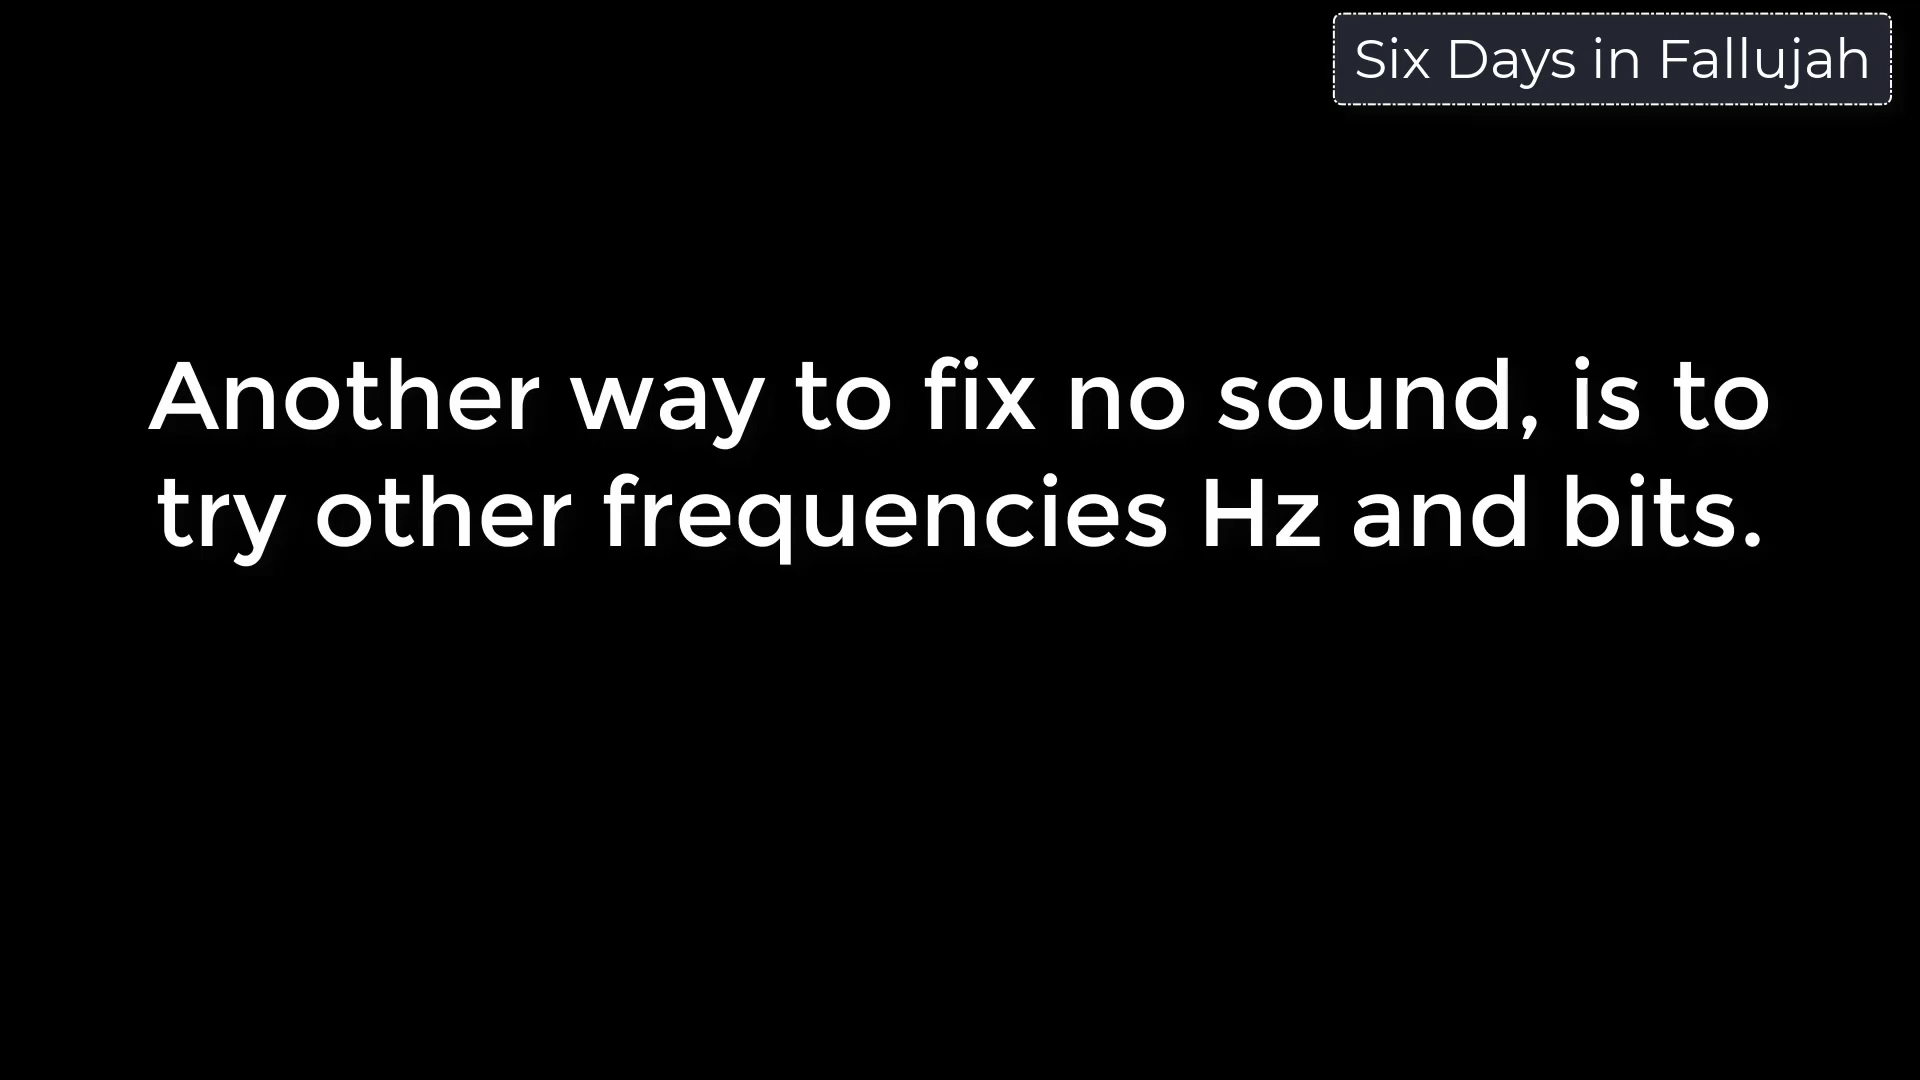 Six Days in Fallujah
Another way to fix no sound, is to
try other frequencies Hz and bits.